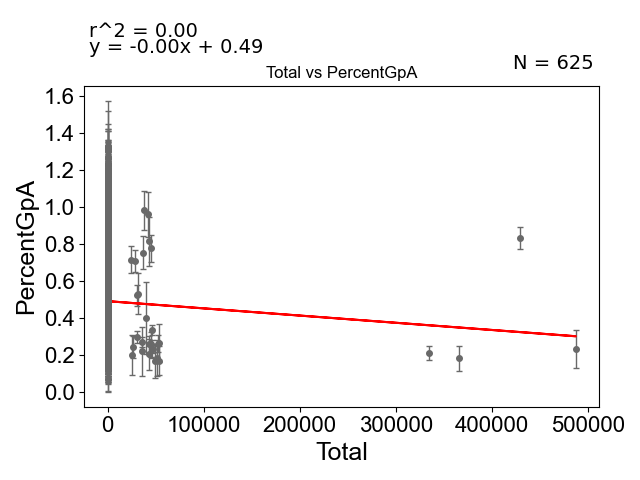 r^2 = 0.00
y = -0.00x + 0.49
N = 625
Total vs PercentGpA
1.6
1.4
1.2
1.0
0.8
0.6
0.4
0.2
0.0
PercentGpA
0 100000 200000 300000 400000 500000
Total